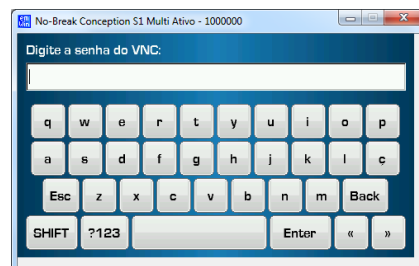 No-Break Conception S1 Multi Ativo - 1000000
Digite a senha do VNC:
q w e r t y u i o p
a s d f g h j k l ç
Esc z x c v b n m Back
SHIFT ?123 Enter « »